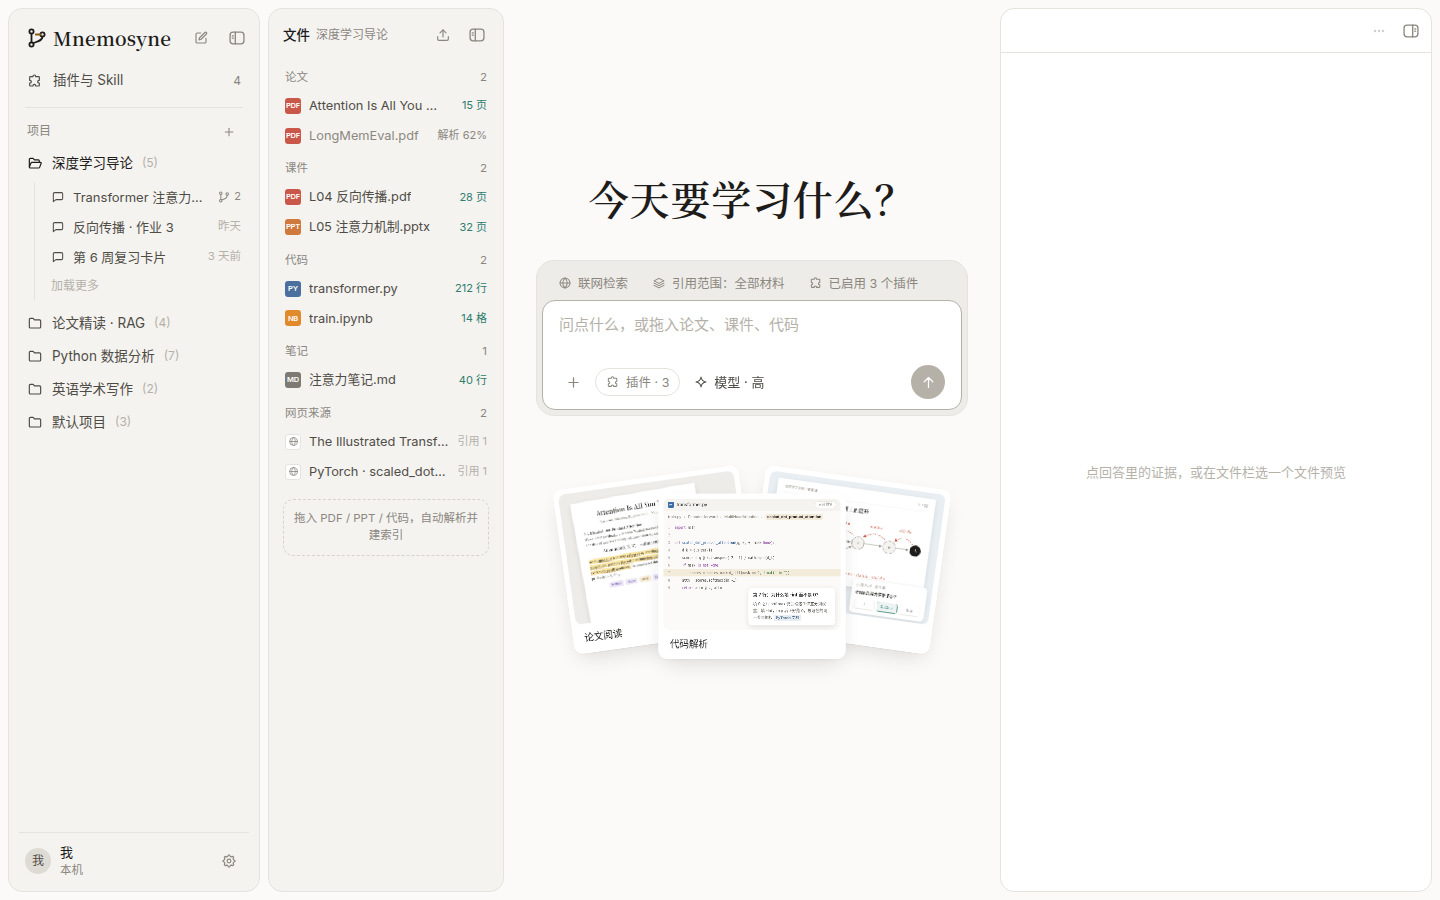 Mnemosyne
插件与 Skill 4
项目
深度学习导论 (5)
Transformer 注意力... 2
反向传播 · 作业 3 昨天
第 6 周复习卡片 3 天前
加载更多
论文精读 · RAG (4)
Python 数据分析 (7)
英语学术写作 (2)
默认项目 (3)
我
我
本机
文件 深度学习导论
论文 2
PDF Attention Is All You ... 15 页
PDF LongMemEval.pdf 解析 62%
课件 2
PDF L04 反向传播.pdf 28 页
PPT L05 注意力机制.pptx 32 页
代码 2
PY transformer.py 212 行
NB train.ipynb 14 格
笔记 1
MD 注意力笔记.md 40 行
网页来源 2
The Illustrated Transf... 引用 1
PyTorch · scaled_dot... 引用 1
拖入 PDF / PPT / 代码，自动解析并
建索引
今天要学习什么？
联网检索 引用范围：全部材料 已启用 3 个插件
问点什么，或拖入论文、课件、代码
插件 · 3 模型 · 高
论文阅读
transformer.py
代码解析
点回答里的证据，或在文件栏选一个文件预览